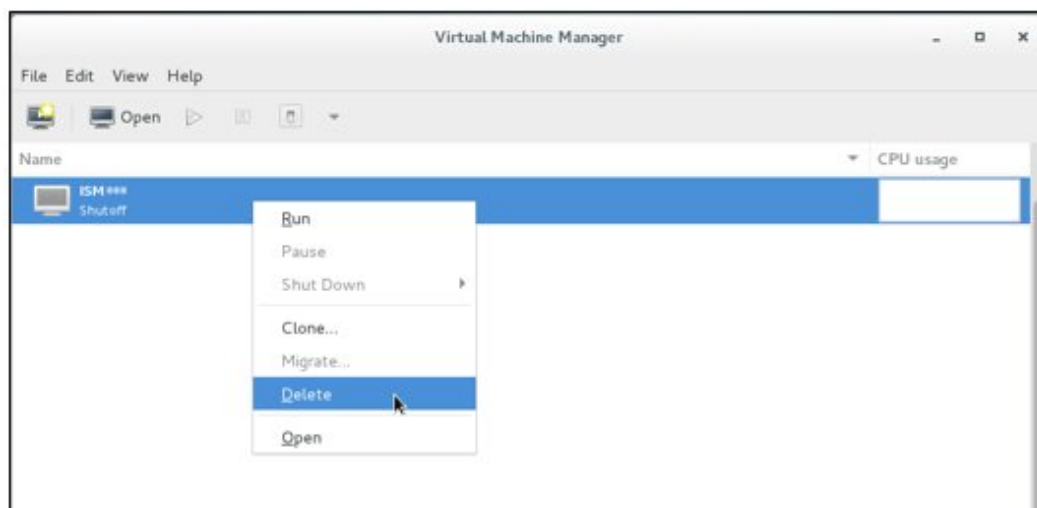 Virtual Machine Manager
File Edit View Help
Open
Name CPU usage
ISM***
Shutoff
Run
Pause
Shut Down
Clone...
Migrate...
Delete
Open